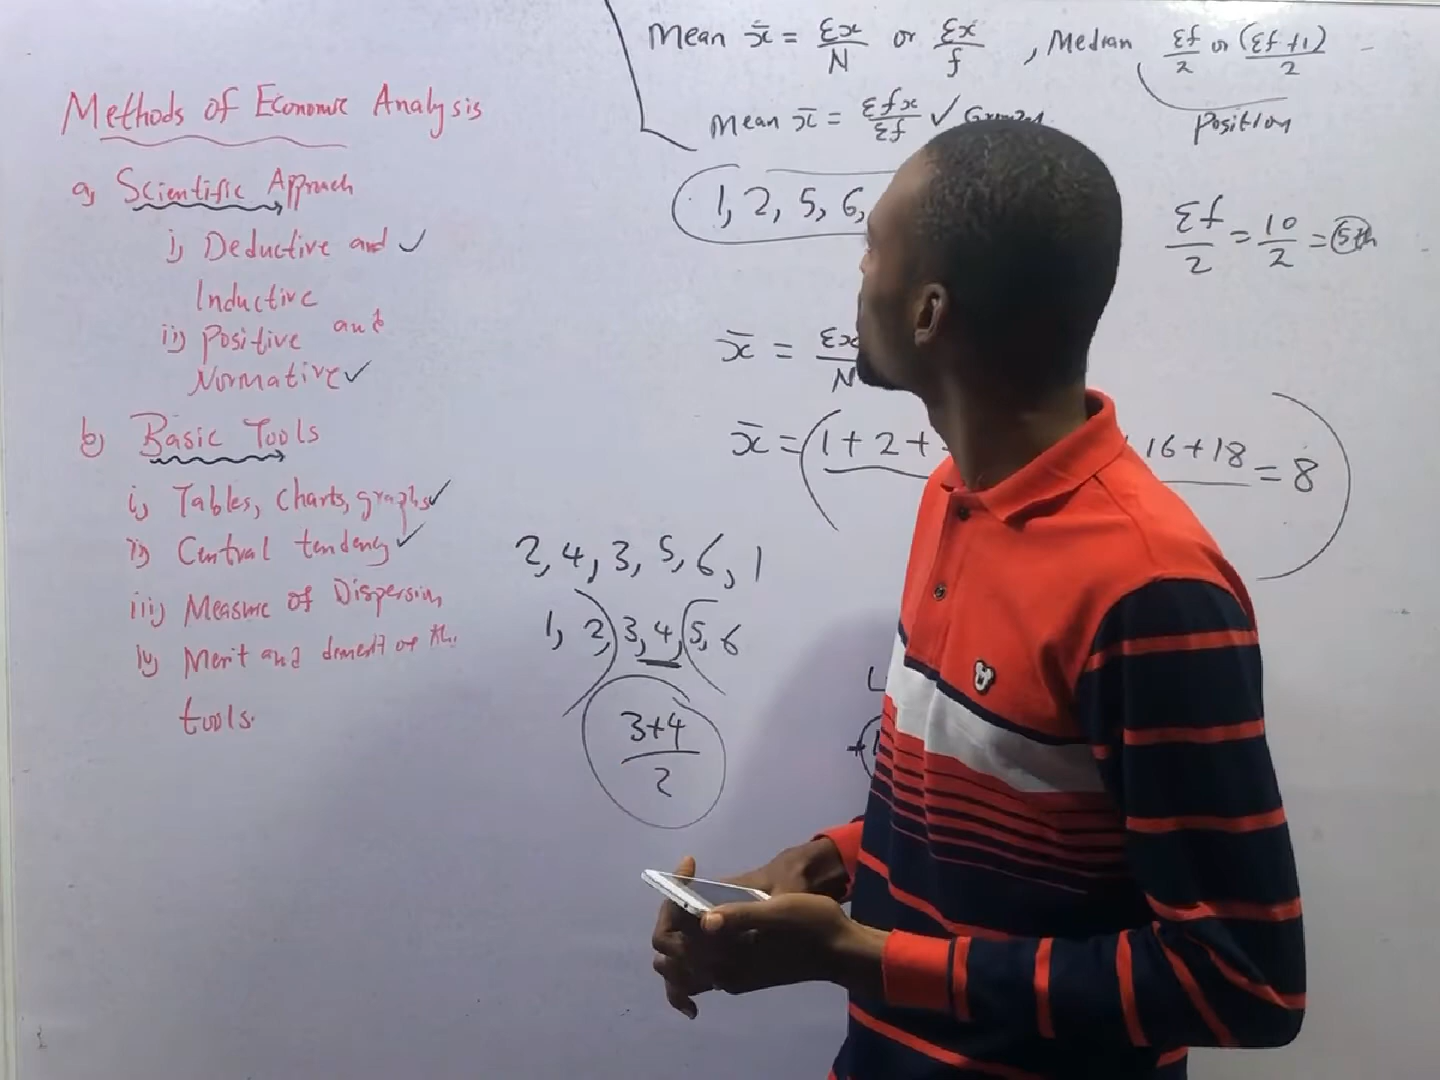 Methods of Economic Analysis
a) Scientific Approach
i) Deductive and ✓
Inductive
ii) Positive and
Normative ✓
b) Basic Tools
i) Tables, Charts, graphs ✓
ii) Central tendency ✓
iii) Measure of Dispersion
iv) Merit and demerit of the
tools.
Mean x̄ = Σx/N or Σx/f , Median Σf/2 or (Σf+1)/2
Mean x̄ = Σfx/Σf ✓
Position
1, 2, 5, 6,
Σf/2 = 10/2 = 5th
x̄ = Σx/N
x̄ = (1 + 2 + 16 + 18 = 8)
2, 4, 3, 5, 6, 1
1, 2) 3, 4, (5, 6
3+4/2